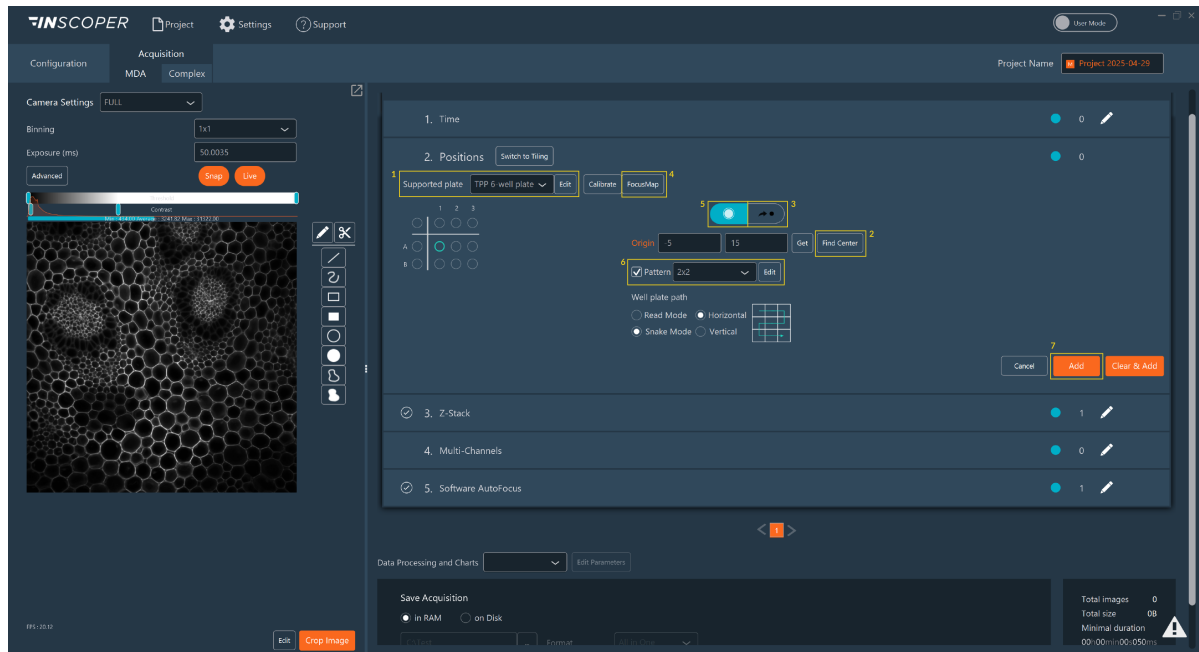 INSCOPER Project Settings Support User Mode
Configuration Acquisition Project Name Project 2025-04-29
MDA Complex
Camera Settings FULL
Binning 1x1
Exposure (ms) 50.0035
Advanced Snap Live
Contrast
1. Time 0
2. Positions Switch to Tiling 0
1 Supported plate TPP 6-well plate Edit Calibrate FocusMap 4
1 2 3
5 3
A
B
Origin 5 15 Get Find Center 2
6 Pattern 2x2 Edit
Well plate path
Read Mode Horizontal
Snake Mode Vertical
7
Cancel Add Clear & Add
3. Z-Stack 1
4. Multi-Channels 0
5. Software AutoFocus 1
< 1 >
Data Processing and Charts Edit Parameters
Save Acquisition
in RAM on Disk
Format All in One
Total images 0
Total size 0B
Minimal duration
00h00min00s050ms
FPS : 20.12
Edit Crop Image